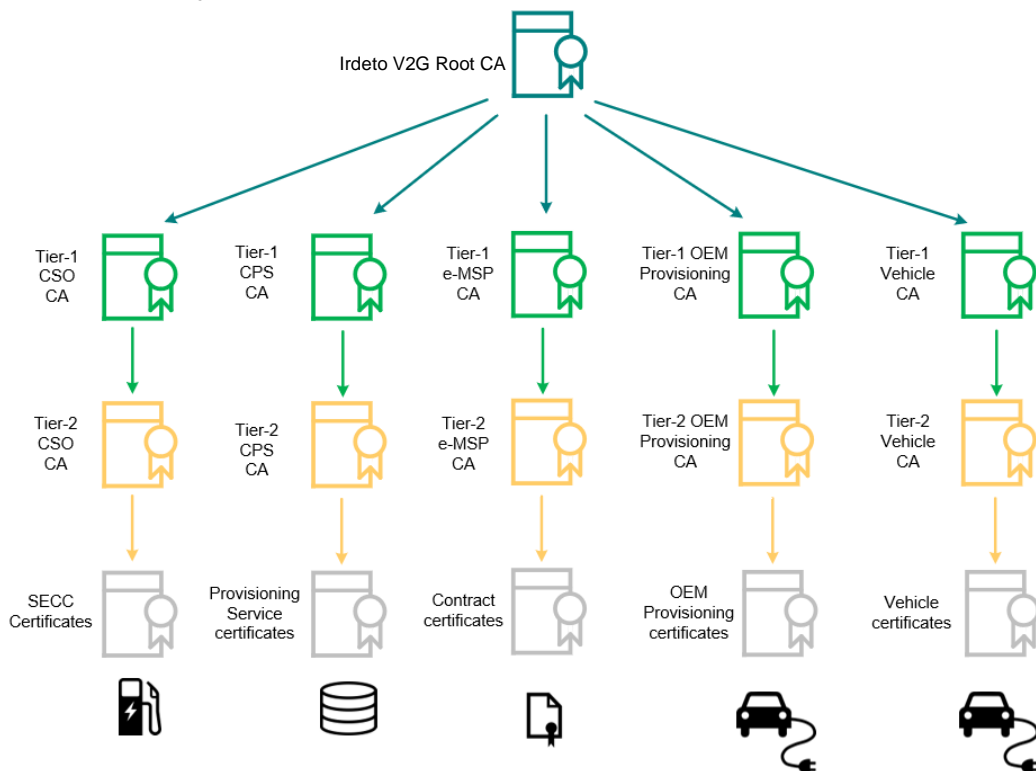 Irdeto V2G Root CA
Tier-1
CSO
CA
Tier-1
CPS
CA
Tier-1
e-MSP
CA
Tier-1 OEM
Provisioning
CA
Tier-1
Vehicle
CA
Tier-2
CSO
CA
Tier-2
CPS
CA
Tier-2
e-MSP
CA
Tier-2 OEM
Provisioning
CA
Tier-2
Vehicle
CA
SECC
Certificates
Provisioning
Service
certificates
Contract
certificates
OEM
Provisioning
certificates
Vehicle
certificates